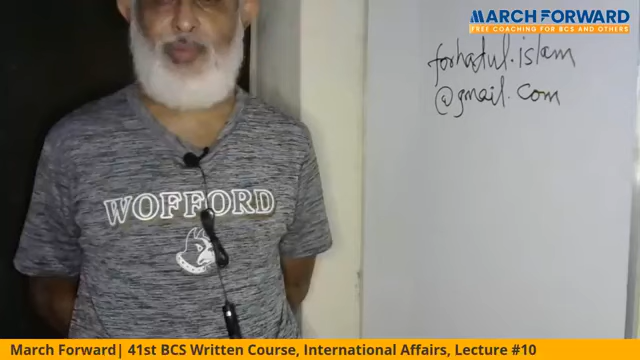 MARCH FORWARD
FREE COACHING FOR BCS AND OTHERS
forhadul.islam
@gmail.com
WOFFORD
March Forward| 41st BCS Written Course, International Affairs, Lecture #10